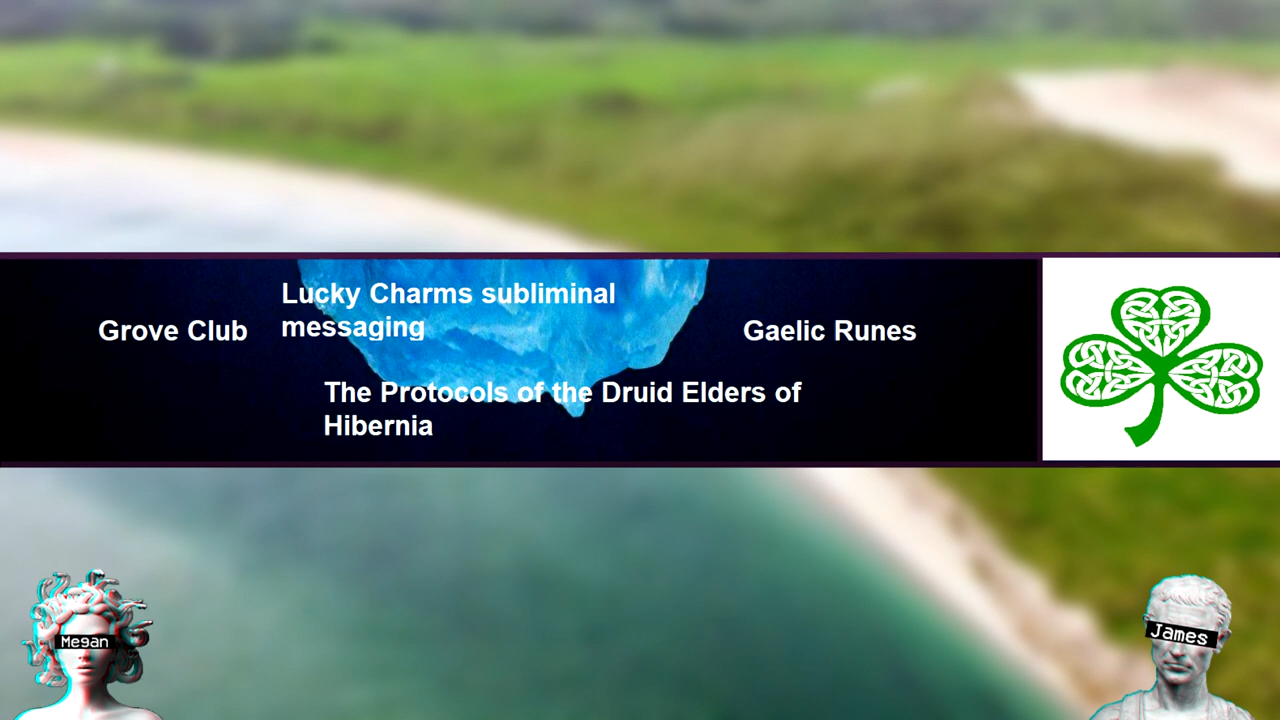 Lucky Charms subliminal
messaging
Grove Club
Gaelic Runes
The Protocols of the Druid Elders of
Hibernia
Megan
James